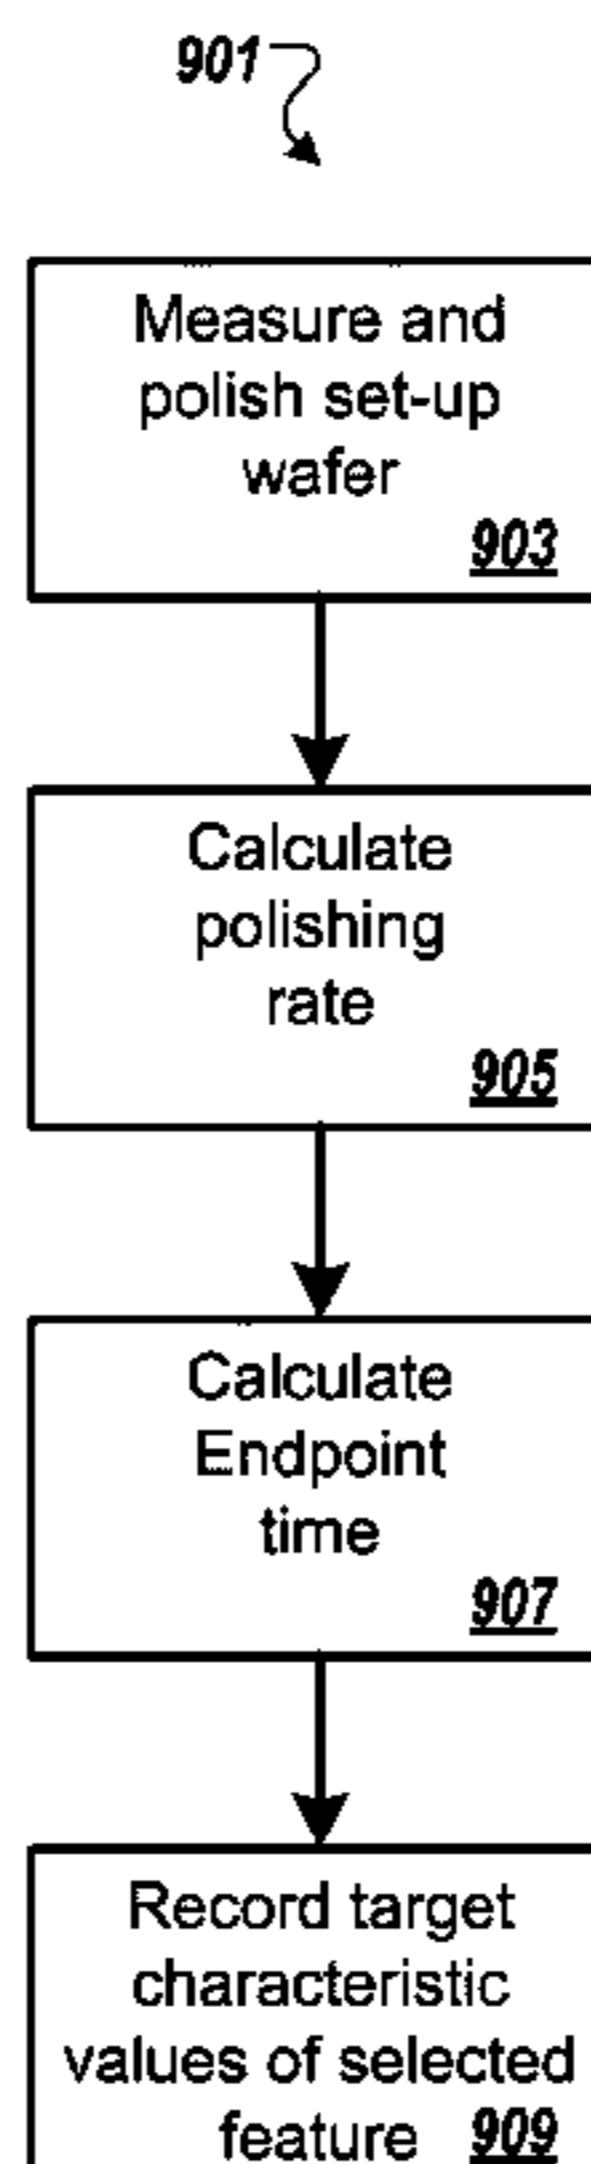 901
Measure and
polish set-up
wafer
903
Calculate
polishing
rate
905
Calculate
Endpoint
time
907
Record target
characteristic
values of selected
feature 909